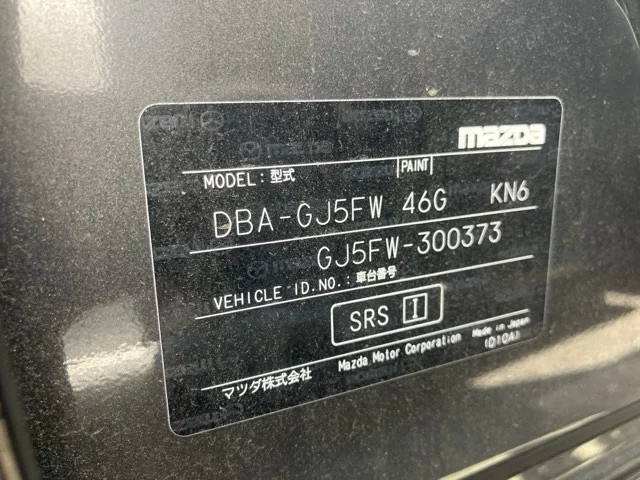 mazDa
MODEL:型式 PAINT
DBA-GJ5FW 46G KN6
GJ5FW-300373
VEHICLE ID.NO.:車台番号
SRS I
マツダ株式会社 Mazda Motor Corporation Made in Japan
(D10A)